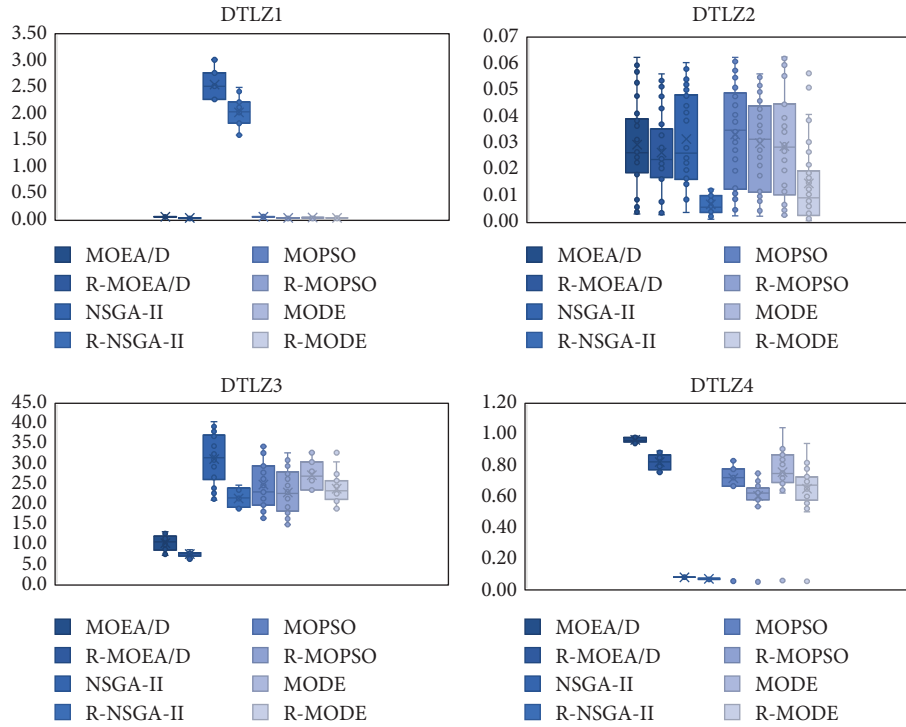 DTLZ1
3.50
3.00
2.50
2.00
1.50
1.00
0.50
0.00
MOEA/D
R-MOEA/D
NSGA-II
R-NSGA-II
MOPSO
R-MOPSO
MODE
R-MODE
DTLZ2
0.07
0.06
0.05
0.04
0.03
0.02
0.01
0.00
MOEA/D
R-MOEA/D
NSGA-II
R-NSGA-II
MOPSO
R-MOPSO
MODE
R-MODE
DTLZ3
45.0
40.0
35.0
30.0
25.0
20.0
15.0
10.0
5.0
0.0
MOEA/D
R-MOEA/D
NSGA-II
R-NSGA-II
MOPSO
R-MOPSO
MODE
R-MODE
DTLZ4
1.20
1.00
0.80
0.60
0.40
0.20
0.00
MOEA/D
R-MOEA/D
NSGA-II
R-NSGA-II
MOPSO
R-MOPSO
MODE
R-MODE